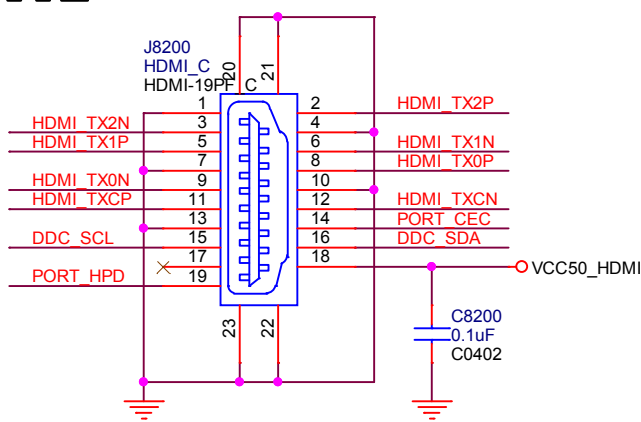 J8200
HDMI_C
HDMI-19PF_C
20
21
1
2
HDMI_TX2P
HDMI_TX2N
3
4
HDMI_TX1P
5
6
HDMI_TX1N
7
8
HDMI_TX0P
HDMI_TX0N
9
10
HDMI_TXCP
11
12
HDMI_TXCN
13
14
PORT_CEC
DDC_SCL
15
16
DDC_SDA
17
18
VCC50_HDMI
PORT_HPD
19
23
22
C8200
0.1uF
C0402